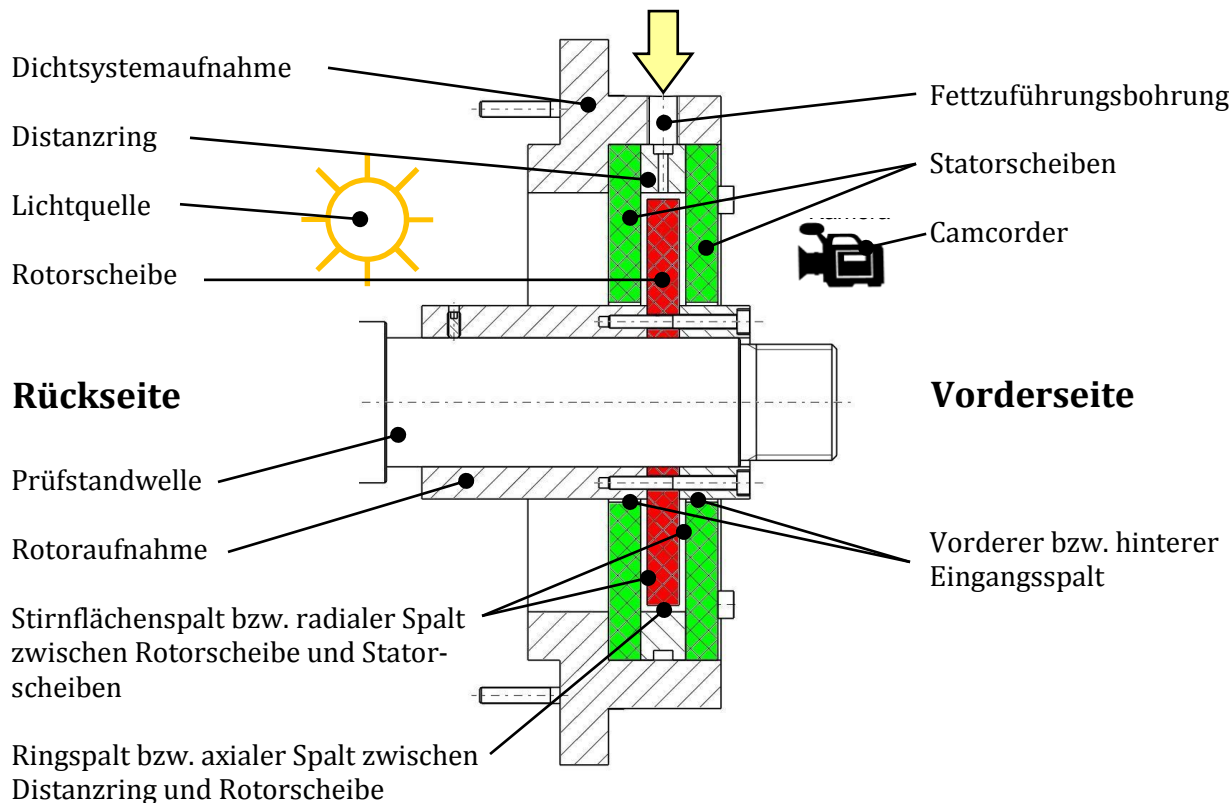 Dichtsystemaufnahme
Distanzring
Lichtquelle
Rotorscheibe
Rückseite
Prüfstandwelle
Rotoraufnahme
Stirnflächenspalt bzw. radialer Spalt
zwischen Rotorscheibe und Stator-
scheiben
Ringspalt bzw. axialer Spalt zwischen
Distanzring und Rotorscheibe
Fettzuführungsbohrung
Statorscheiben
Camcorder
Vorderseite
Vorderer bzw. hinterer
Eingangsspalt